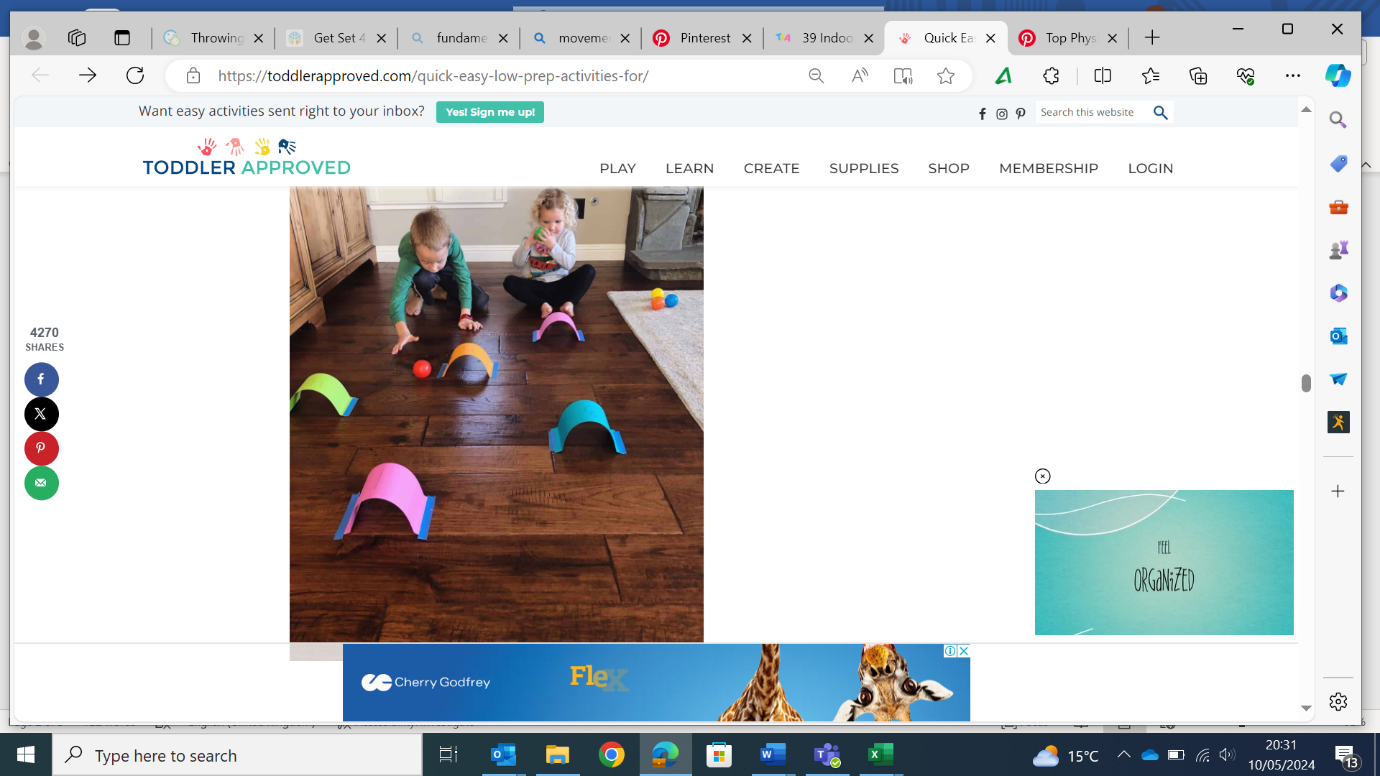 Throwing
Get Set 4
fundame
movemen
Pinterest
39 Indoo
Quick Ea
Top Phys
https://toddlerapproved.com/quick-easy-low-prep-activities-for/
Want easy activities sent right to your inbox?
Yes! Sign me up!
Search this website
TODDLER APPROVED
PLAY
LEARN
CREATE
SUPPLIES
SHOP
MEMBERSHIP
LOGIN
4270
SHARES
FEEL
ORGANIZED
Cherry Godfrey
Flex
Type here to search
15°C
20:31
10/05/2024
13